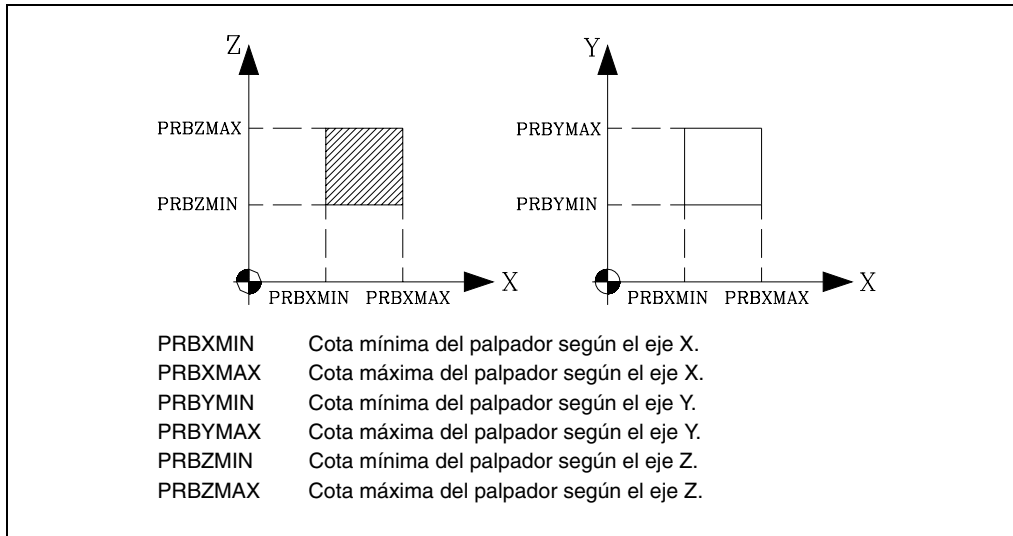 Z
Y
PRBZMAX
PRBYMAX
PRBZMIN
PRBYMIN
X
X
PRBXMIN PRBXMAX
PRBXMIN PRBXMAX
PRBXMIN Cota mínima del palpador según el eje X.
PRBXMAX Cota máxima del palpador según el eje X.
PRBYMIN Cota mínima del palpador según el eje Y.
PRBYMAX Cota máxima del palpador según el eje Y.
PRBZMIN Cota mínima del palpador según el eje Z.
PRBZMAX Cota máxima del palpador según el eje Z.